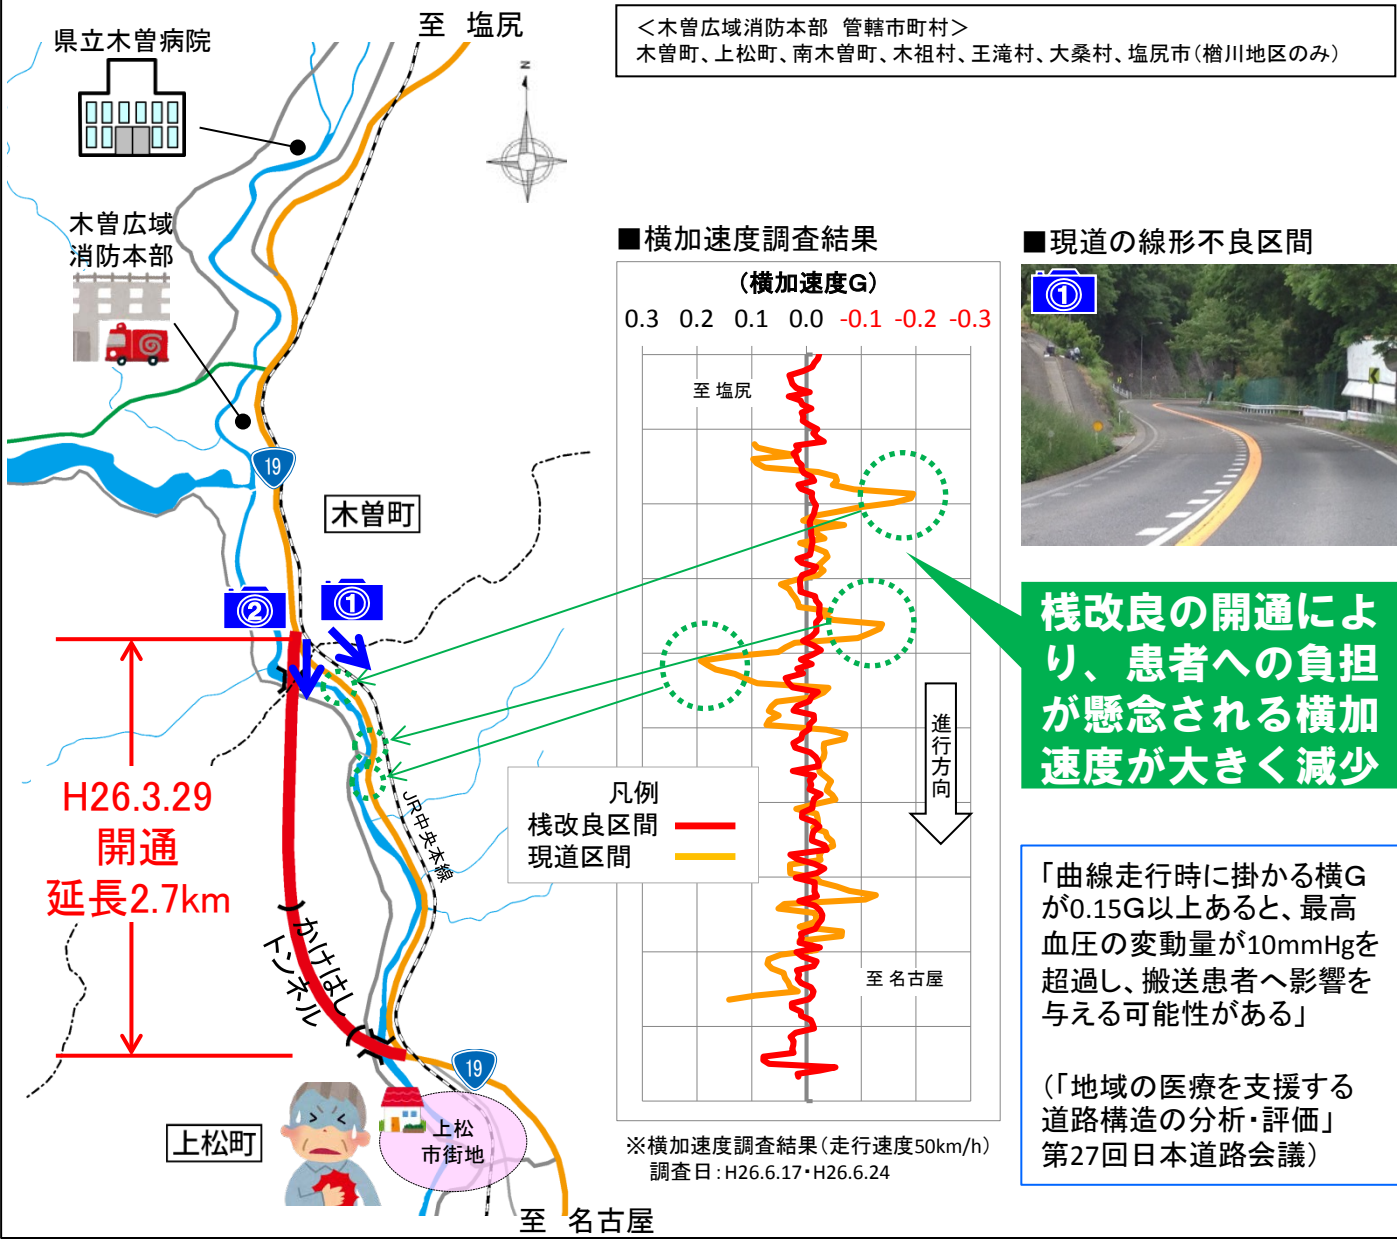 至 塩尻
県立木曽病院
＜木曽広域消防本部 管轄市町村＞
木曽町、上松町、南木曽町、木祖村、王滝村、大桑村、塩尻市（楢川地区のみ）
N
木曽広域
消防本部
19
木曽町
②
①
H26.3.29
開通
延長2.7km
JR中央本線
かけはし
トンネル
19
上松町
上松
市街地
至 名古屋
■横加速度調査結果
（横加速度G）
0.3 0.2 0.1 0.0 -0.1 -0.2 -0.3
至 塩尻
進行方向
至 名古屋
凡例
桟改良区間
現道区間
※横加速度調査結果（走行速度50km/h）
調査日：H26.6.17・H26.6.24
■現道の線形不良区間
①
桟改良の開通によ
り、患者への負担
が懸念される横加
速度が大きく減少
「曲線走行時に掛かる横G
が0.15G以上あると、最高
血圧の変動量が10mmHgを
超過し、搬送患者へ影響を
与える可能性がある」
（「地域の医療を支援する
道路構造の分析・評価」
第27回日本道路会議）